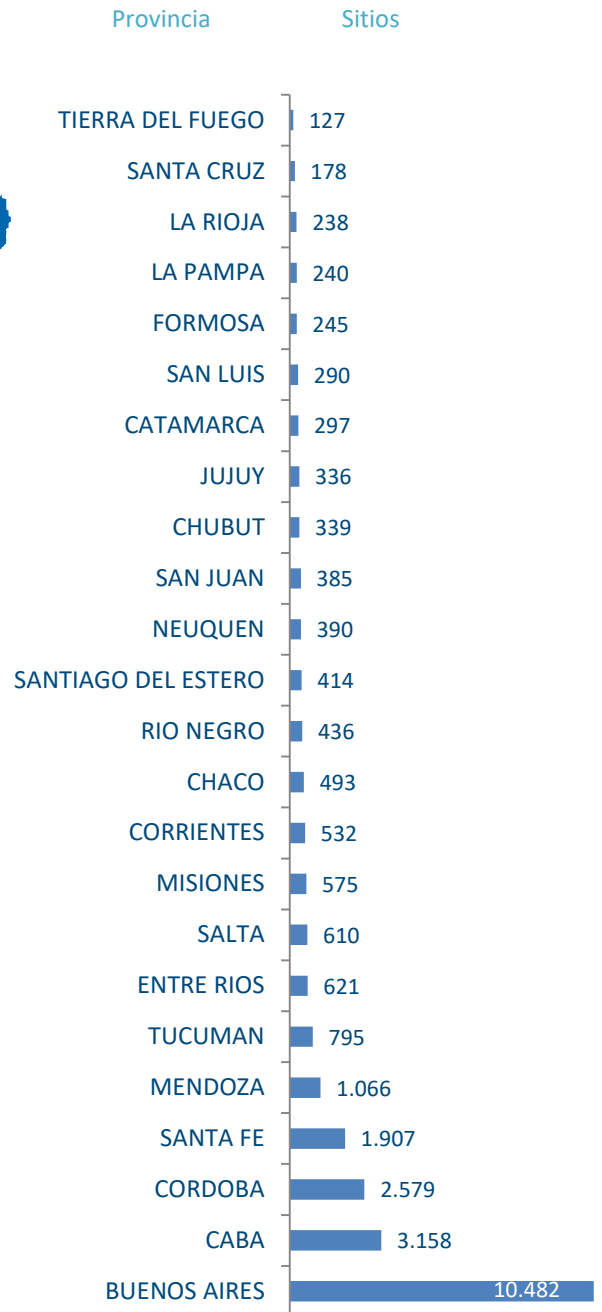 Provincia Sitios
TIERRA DEL FUEGO 127
SANTA CRUZ 178
LA RIOJA 238
LA PAMPA 240
FORMOSA 245
SAN LUIS 290
CATAMARCA 297
JUJUY 336
CHUBUT 339
SAN JUAN 385
NEUQUEN 390
SANTIAGO DEL ESTERO 414
RIO NEGRO 436
CHACO 493
CORRIENTES 532
MISIONES 575
SALTA 610
ENTRE RIOS 621
TUCUMAN 795
MENDOZA 1.066
SANTA FE 1.907
CORDOBA 2.579
CABA 3.158
BUENOS AIRES 10.482